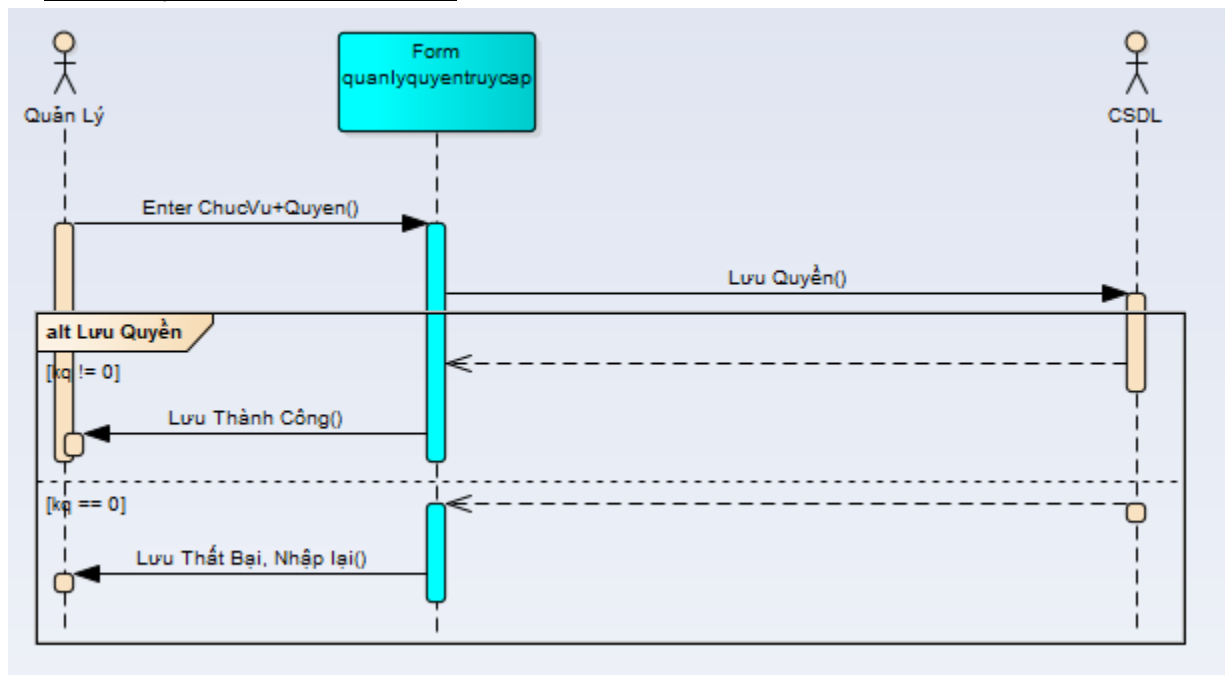 Quản Lý
Form
quanlyquyentruycap
CSDL
Enter ChucVu+Quyen()
Lưu Quyền()
alt Lưu Quyền
[kq != 0]
Lưu Thành Công()
[kq == 0]
Lưu Thất Bại, Nhập lại()